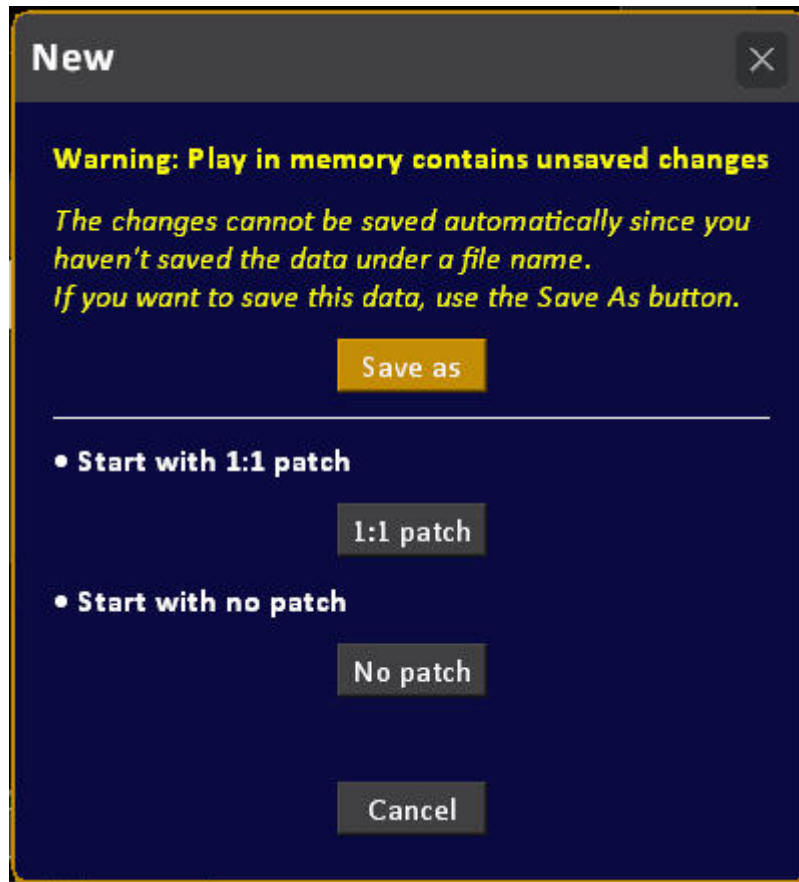 New
Warning: Play in memory contains unsaved changes
The changes cannot be saved automatically since you
haven't saved the data under a file name.
If you want to save this data, use the Save As button.
Save as
• Start with 1:1 patch
1:1 patch
• Start with no patch
No patch
Cancel